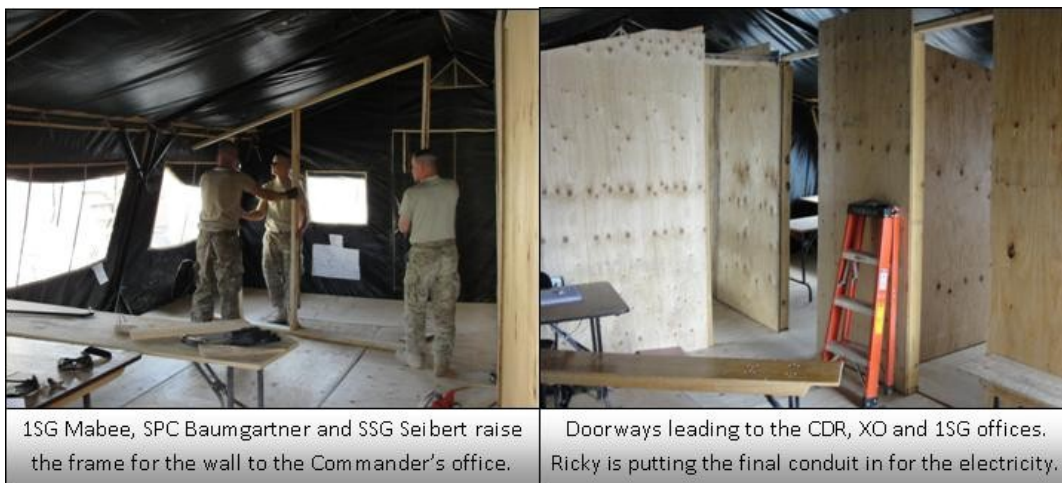 1SG Mabee, SPC Baumgartner and SSG Seibert raise
the frame for the wall to the Commander's office.
Doorways leading to the CDR, XO and 1SG offices.
Ricky is putting the final conduit in for the electricity.